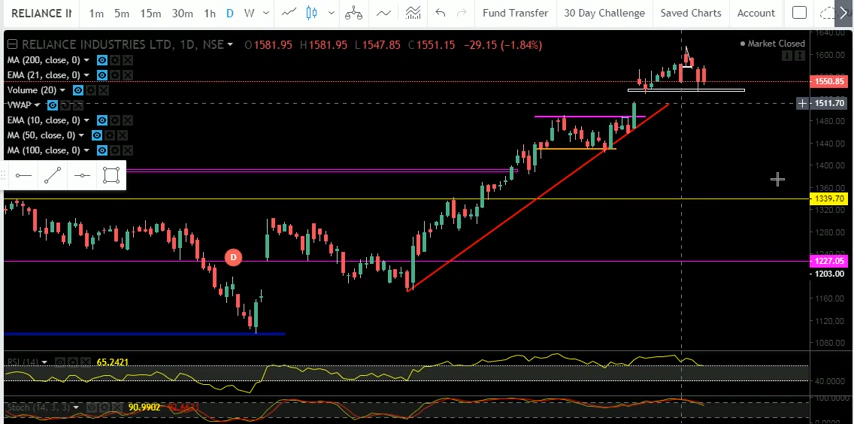 RELIANCE II 1m 5m 15m 30m 1h D W Fund Transfer 30 Day Challenge Saved Charts Account
RELIANCE INDUSTRIES LTD, 1D, NSE O1581.95 H1581.95 L1547.85 C1551.15 -29.15 (-1.84%)
Market Closed
MA (200, close, 0)
EMA (21, close, 0)
Volume (20)
VWAP
EMA (10, close, 0)
MA (50, close, 0)
MA (100, close, 0)
1640.00
1600.00
1550.85
1511.70
1480.00
1440.00
1400.00
1360.00
1339.70
1320.00
1280.00
1227.05
1203.00
1160.00
1120.00
1080.00
D
RSI (14) 65.2421
40.0000
Stoch (14, 3, 3) 90.9902
100.0000
0.0000